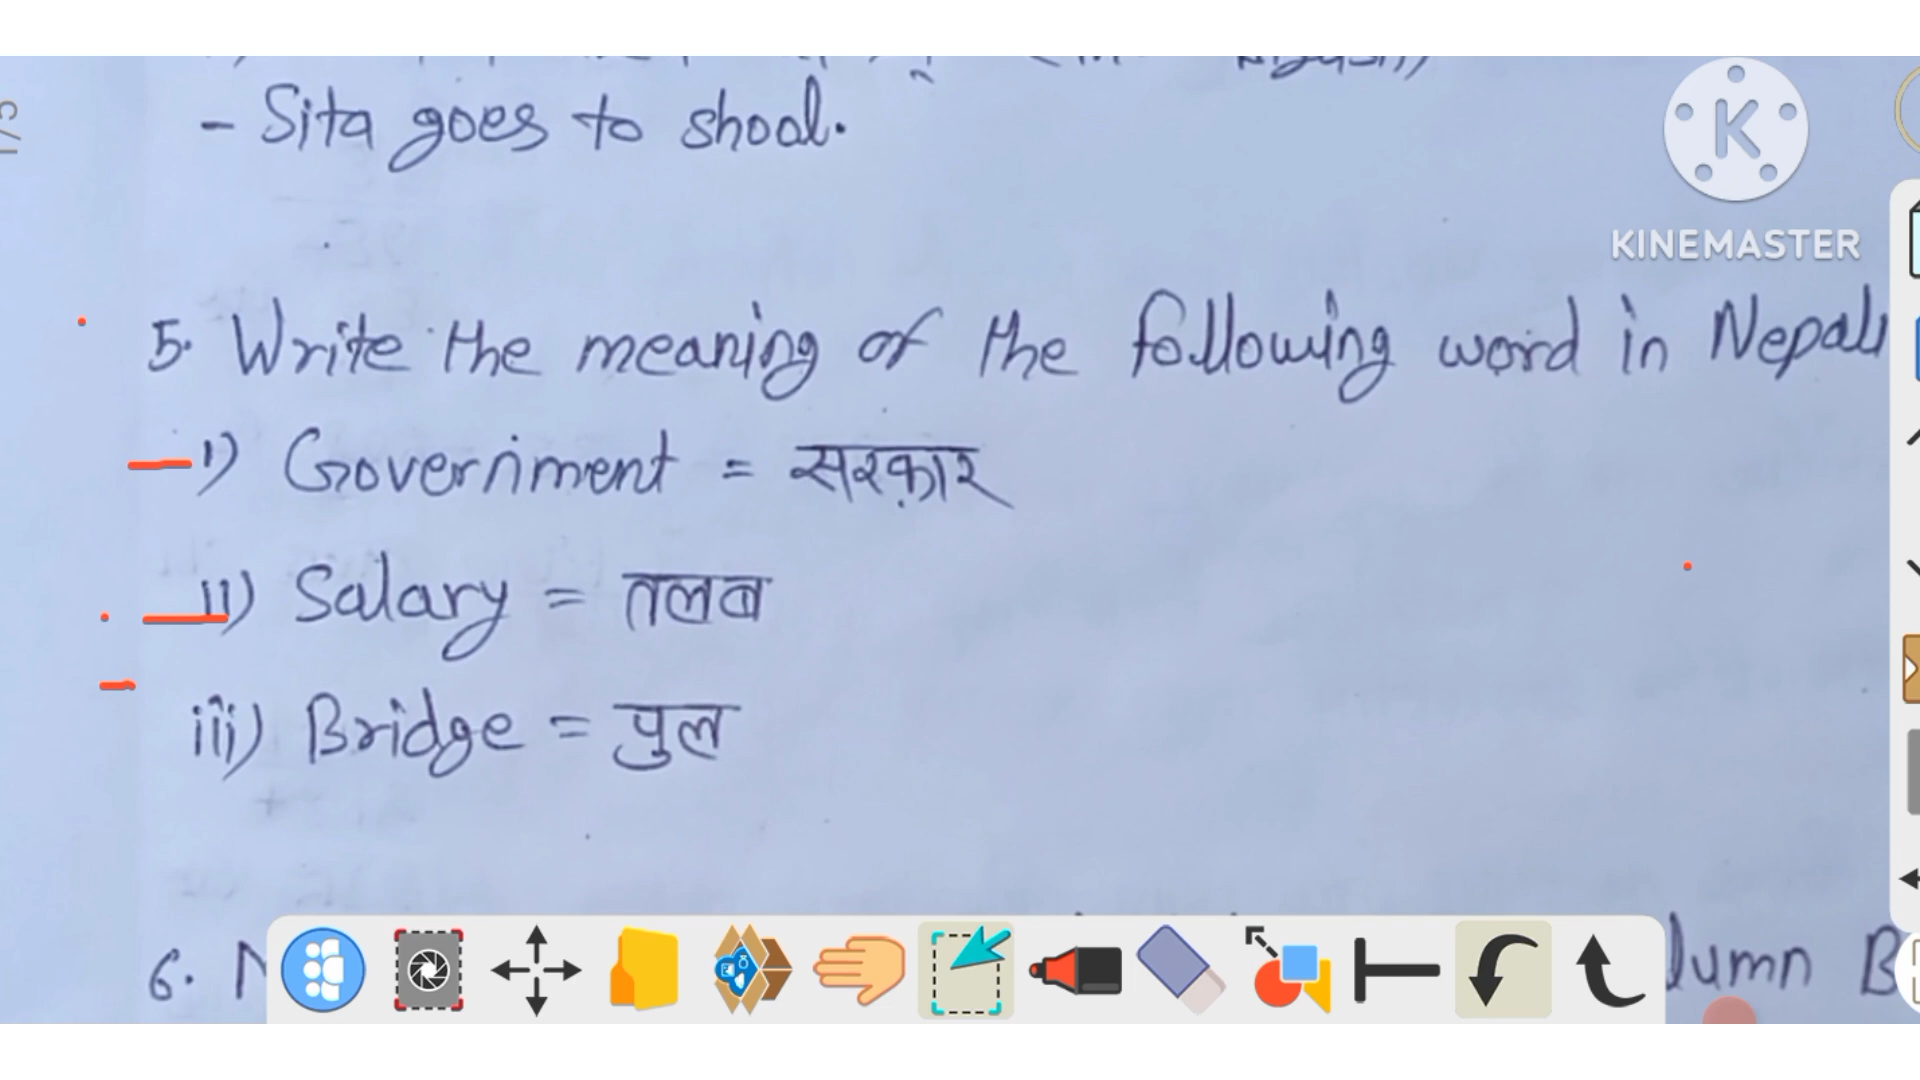 - Sita goes to shool.
KINEMASTER
5. Write the meaning of the following word in Nepali
i) Government = सरकार
ii) Salary = तलब
iii) Bridge = पुल
6.
lumn B